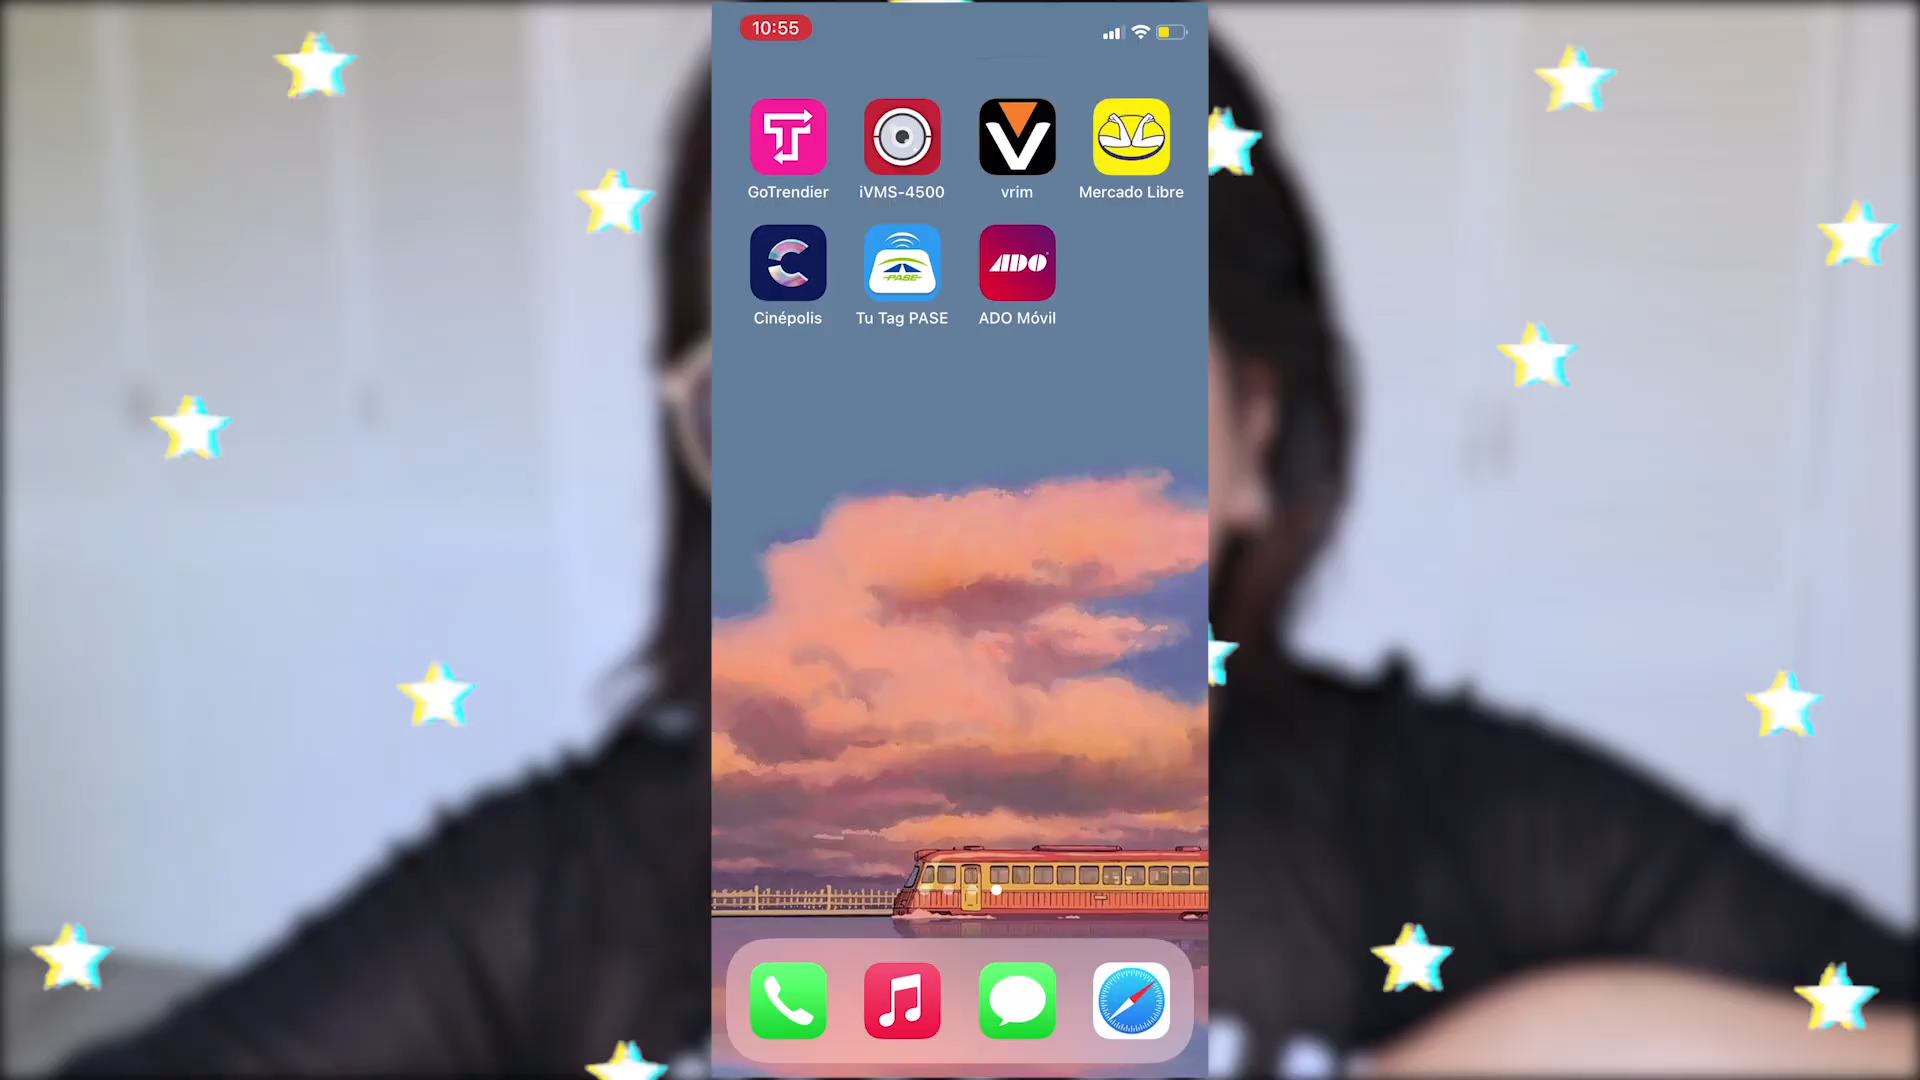 10:55
GoTrendier
iVMS-4500
vrim
Mercado Libre
PASE
ADO
Cinépolis
Tu Tag PASE
ADO Móvil